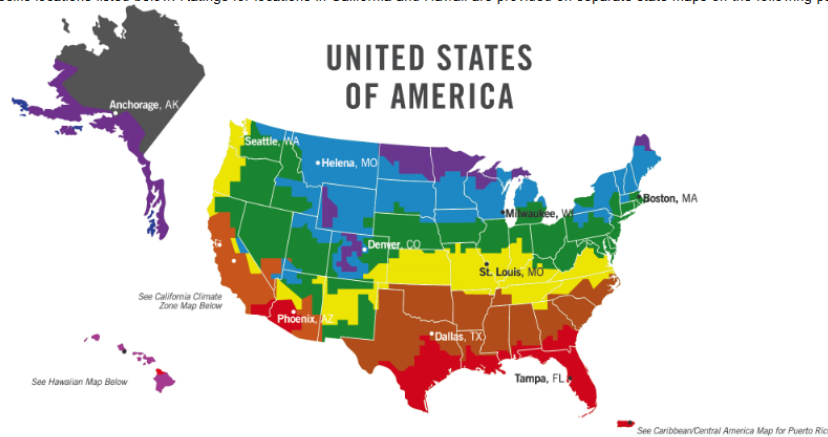 UNITED STATES
OF AMERICA
Anchorage, AK
Seattle, WA
Helena, MO
Boston, MA
Milwaukee, WI
Denver, CO
St. Louis, MO
See California Climate
Zone Map Below
Phoenix, AZ
Dallas, TX
See Hawaiian Map Below
Tampa, FL
See Caribbean/Central America Map for Puerto